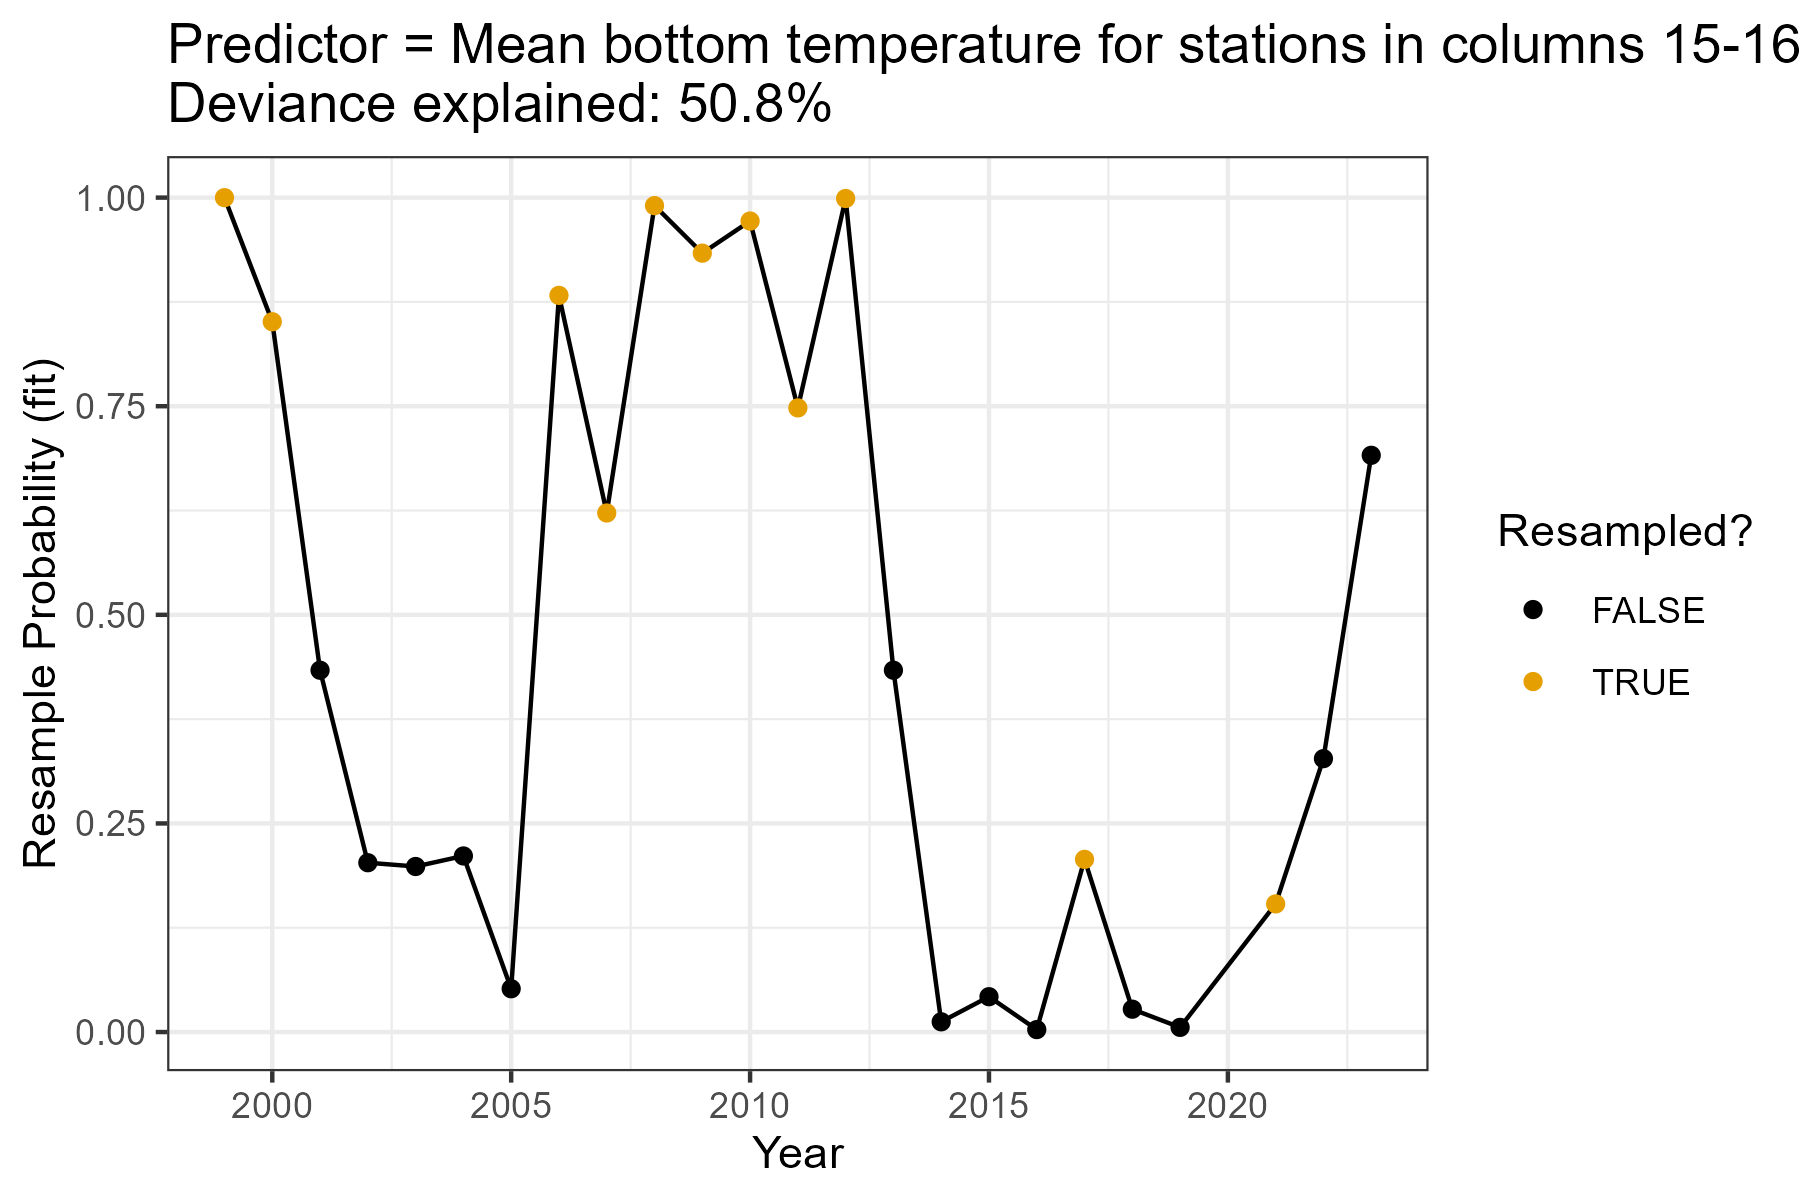 Predictor = Mean bottom temperature for stations in columns 15-16
Deviance explained: 50.8%
Resample Probability (fit)
1.00
0.75
0.50
0.25
0.00
2000 2005 2010 2015 2020
Year
Resampled?
FALSE
TRUE